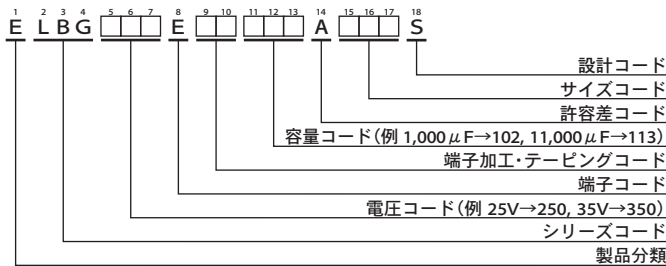 1 2 3 4 5 6 7 8 9 10 11 12 13 14 15 16 17 18
E L B G □□□ E □□ □□□ A □□□ S
設計コード
サイズコード
許容差コード
容量コード(例 1,000μF→102, 11,000μF→113)
端子加工・テーピングコード
端子コード
電圧コード(例 25V→250, 35V→350)
シリーズコード
製品分類